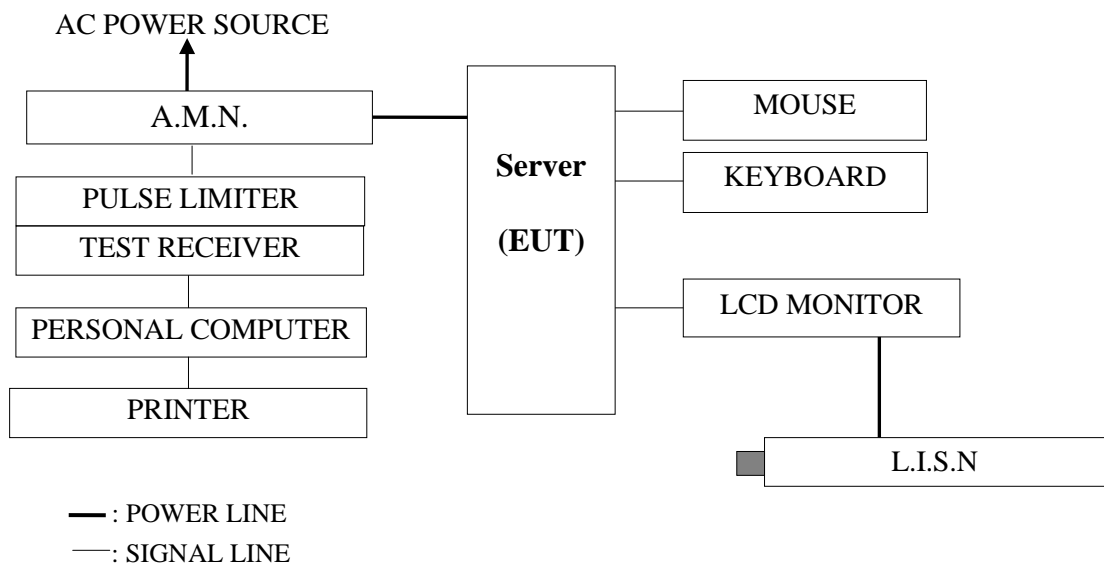 AC POWER SOURCE
A.M.N.
PULSE LIMITER
TEST RECEIVER
PERSONAL COMPUTER
PRINTER
Server
(EUT)
MOUSE
KEYBOARD
LCD MONITOR
L.I.S.N
: POWER LINE
: SIGNAL LINE